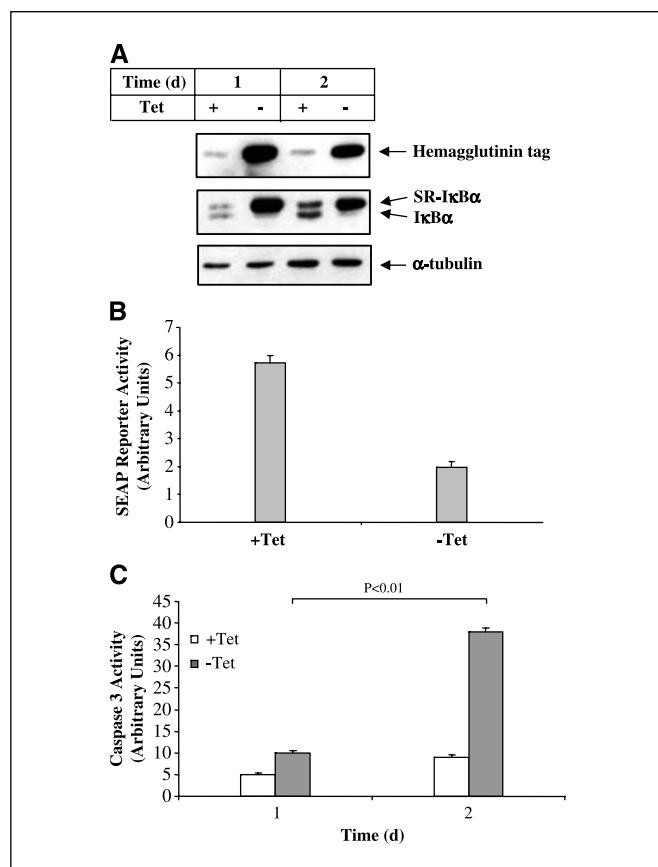 A
Time (d) 1 2
Tet + - + -
Hemagglutinin tag
SR-IκBα
IκBα
α-tubulin
B
SEAP Reporter Activity
(Arbitrary Units)
7
6
5
4
3
2
1
0
+Tet -Tet
C
P<0.01
Caspase 3 Activity
(Arbitrary Units)
45
40
35
30
25
20
15
10
5
0
+Tet
-Tet
1 2
Time (d)